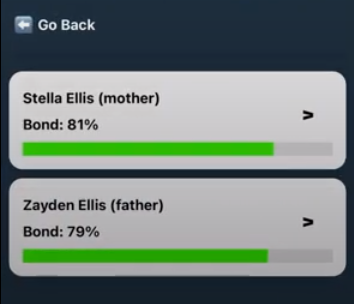 ⬅️ Go Back
Stella Ellis (mother)
Bond: 81%
>
Zayden Ellis (father)
Bond: 79%
>